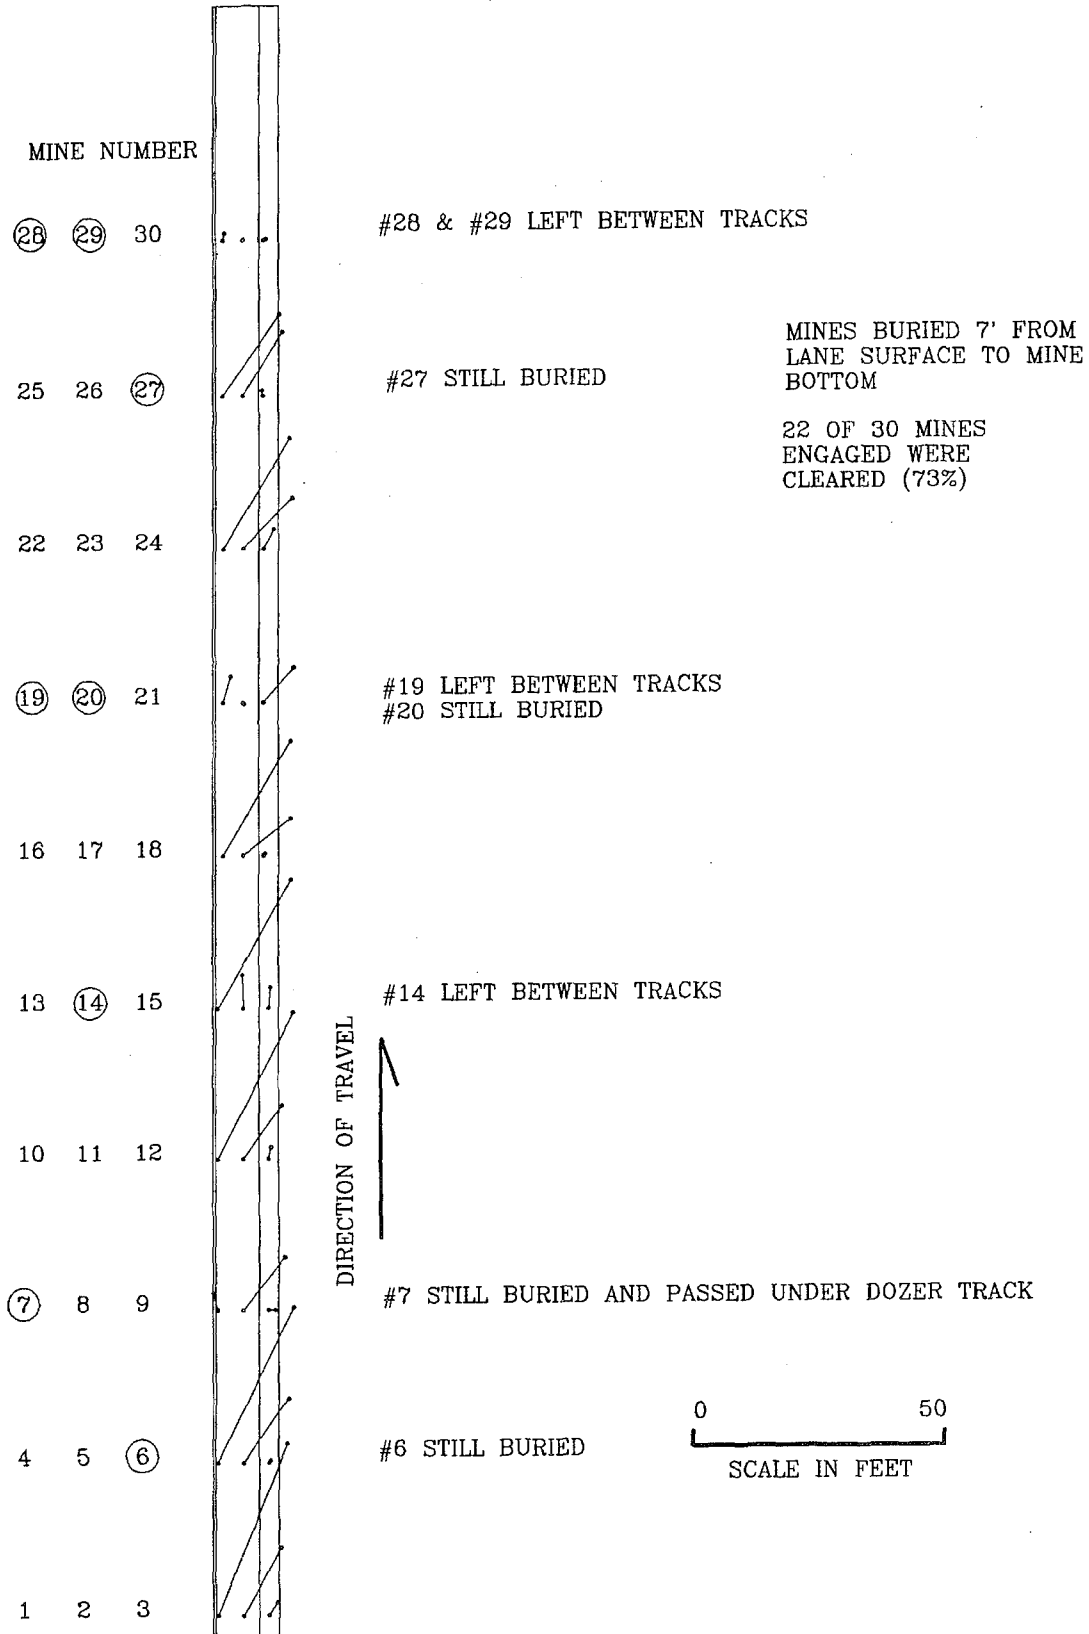 MINE NUMBER
28 29 30
#28 & #29 LEFT BETWEEN TRACKS
MINES BURIED 7' FROM
LANE SURFACE TO MINE
BOTTOM
25 26 27
#27 STILL BURIED
22 OF 30 MINES
ENGAGED WERE
CLEARED (73%)
22 23 24
19 20 21
#19 LEFT BETWEEN TRACKS
#20 STILL BURIED
16 17 18
13 14 15
#14 LEFT BETWEEN TRACKS
DIRECTION OF TRAVEL
10 11 12
7 8 9
#7 STILL BURIED AND PASSED UNDER DOZER TRACK
4 5 6
#6 STILL BURIED
0 50
SCALE IN FEET
1 2 3